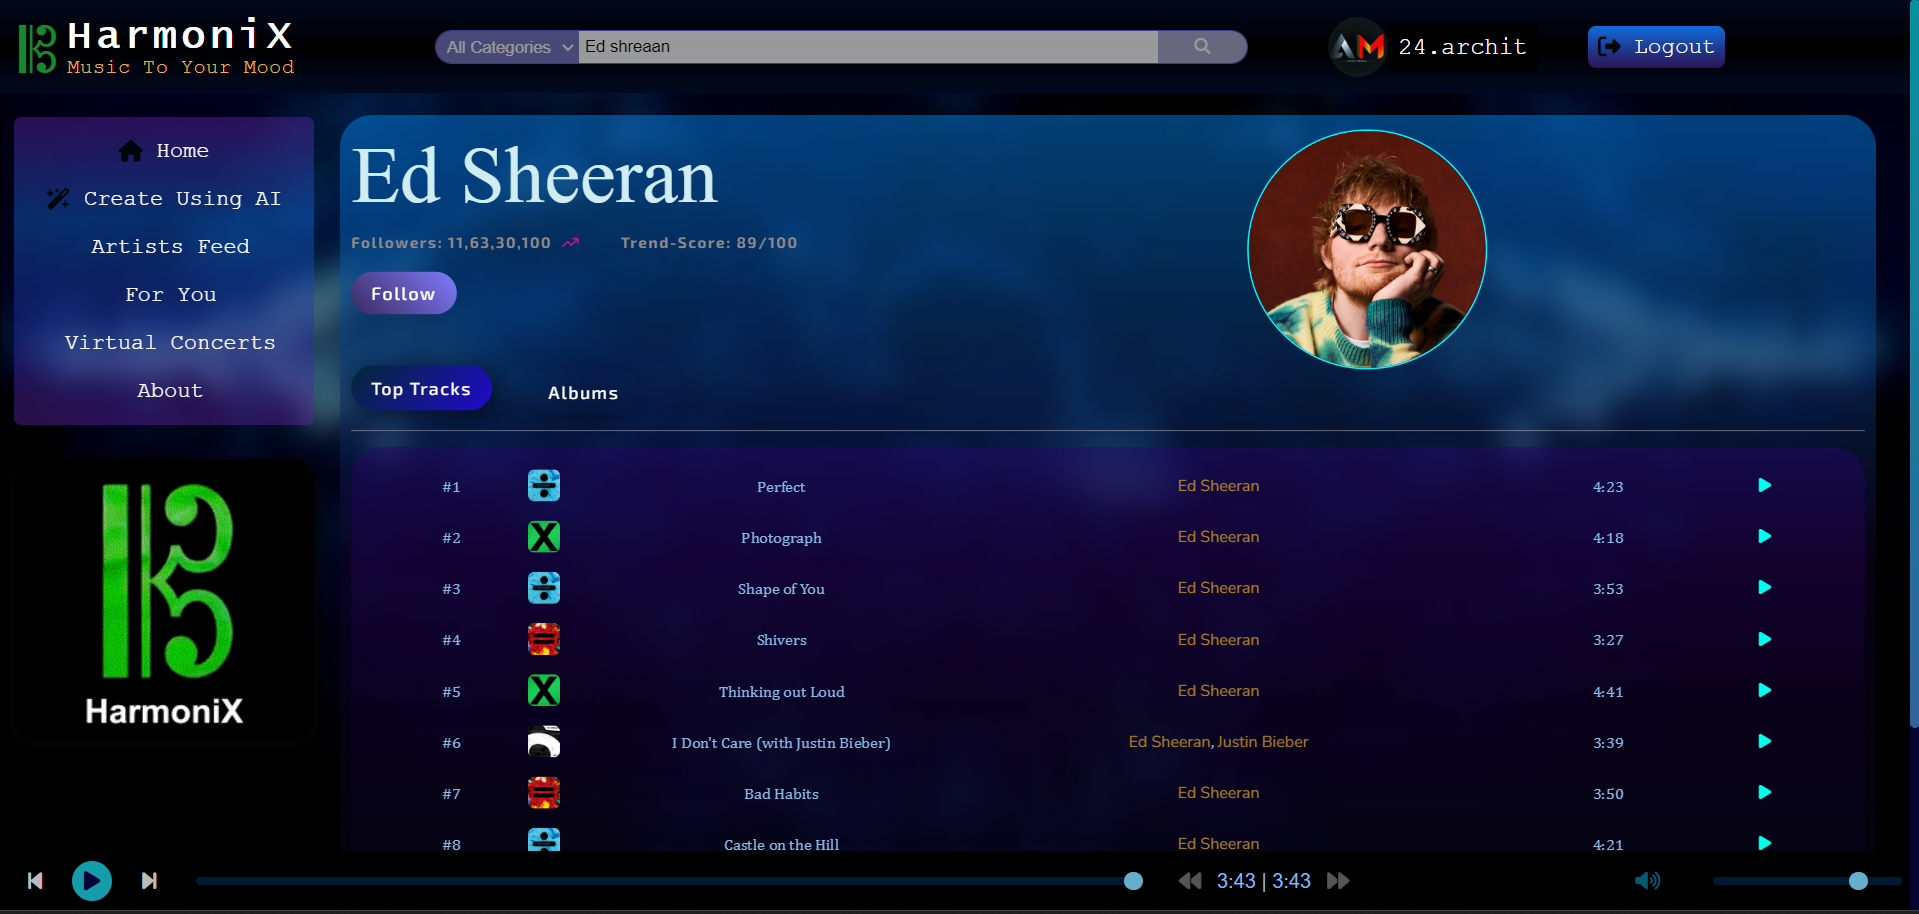 HarmoniX
Music To Your Mood
All Categories
Ed shreaan
AM
24.archit
Logout
Home
Create Using AI
Artists Feed
For You
Virtual Concerts
About
HarmoniX
Ed Sheeran
Followers: 11,63,30,100
Trend-Score: 89/100
Follow
Top Tracks
Albums
#1 Perfect Ed Sheeran 4:23
#2 Photograph Ed Sheeran 4:18
#3 Shape of You Ed Sheeran 3:53
#4 Shivers Ed Sheeran 3:27
#5 Thinking out Loud Ed Sheeran 4:41
#6 I Don't Care (with Justin Bieber) Ed Sheeran, Justin Bieber 3:39
#7 Bad Habits Ed Sheeran 3:50
#8 Castle on the Hill Ed Sheeran 4:21
3:43 | 3:43